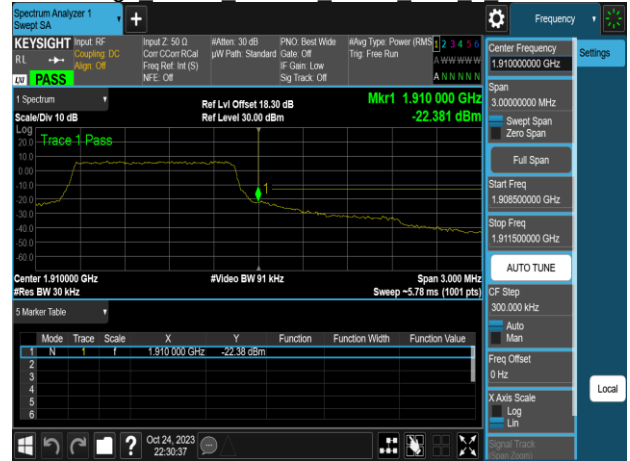 Spectrum Analyzer 1
Swept SA
Frequency
KEYSIGHT
RL
LXI
PASS
Input: RF
Coupling: DC
Align: Off
Input Z: 50 Ω
Corr CCorr RCal
Freq Ref: Int (S)
NFE: Off
#Atten: 30 dB
µW Path: Standard
PNO: Best Wide
Gate: Off
IF Gain: Low
Sig Track: Off
#Avg Type: Power (RMS
Trig: Free Run
1 2 3 4 5 6
A W W W W W
A N N N N N
Center Frequency
1.910000000 GHz
Settings
1 Spectrum
Scale/Div 10 dB
Ref Lvl Offset 18.30 dB
Ref Level 30.00 dBm
Mkr1 1.910 000 GHz
-22.381 dBm
Span
3.00000000 MHz
Swept Span
Zero Span
Full Span
Log
Trace 1 Pass
20.0
10.0
0.00
-10.0
-20.0
-30.0
-40.0
-50.0
-60.0
1
Start Freq
1.908500000 GHz
Stop Freq
1.911500000 GHz
AUTO TUNE
Center 1.910000 GHz
#Res BW 30 kHz
#Video BW 91 kHz
Span 3.000 MHz
Sweep ~5.78 ms (1001 pts)
CF Step
300.000 kHz
Auto
Man
5 Marker Table
Mode Trace Scale X Y Function Function Width Function Value
1 N 1 f 1.910 000 GHz -22.38 dBm
2
3
4
5
6
Freq Offset
0 Hz
Local
X Axis Scale
Log
Lin
Signal Track
(Span Zoom)
?
Oct 24, 2023
22:30:37